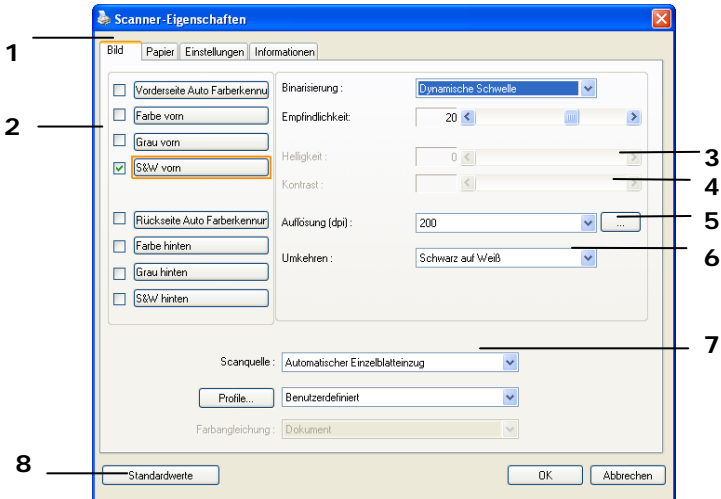 Scanner-Eigenschaften
1
Bild Papier Einstellungen Informationen
Vorderseite Auto Farberkennu
Binarisierung :
Dynamische Schwelle
2
Farbe vorn
Empfindlichkeit:
20
Grau vorn
Helligkeit :
0
3
S&W vorn
Kontrast :
4
Rückseite Auto Farberkennur
Auflösung (dpi) :
200
...
5
Farbe hinten
Umkehren :
Schwarz auf Weiß
6
Grau hinten
S&W hinten
7
Scanquelle :
Automatischer Einzelblatteinzug
Profile...
Benutzerdefiniert
Farbangleichung :
Dokument
8
Standardwerte
OK
Abbrechen